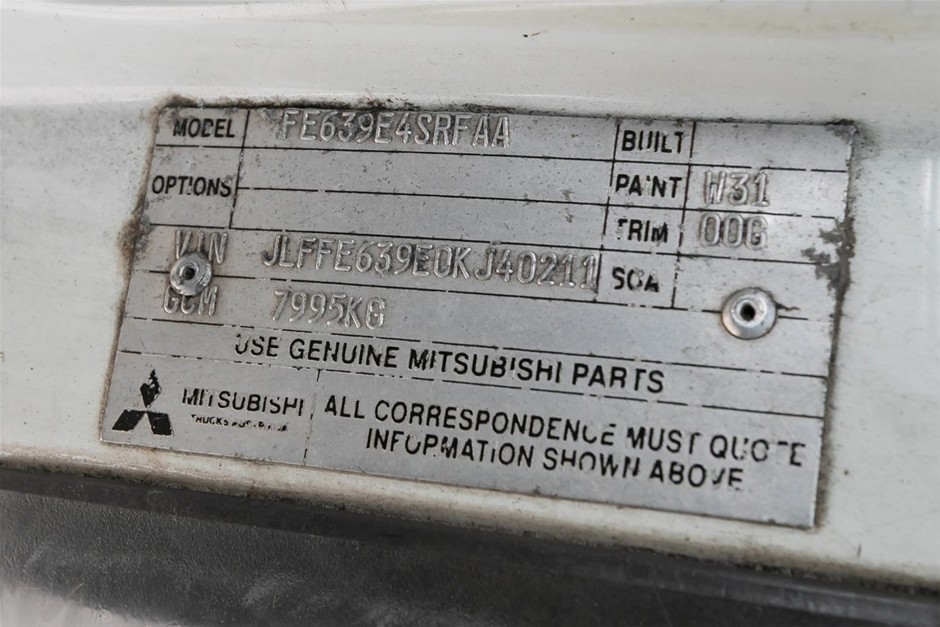 MODEL FE639E4SRFAA BUILT
OPTIONS PAINT W31
TRIM 00G
VIN JLFFE639E0KJ40211 SGA
GCM 7995KG
USE GENUINE MITSUBISHI PARTS
MITSUBISHI ALL CORRESPONDENCE MUST QUOTE
INFORMATION SHOWN ABOVE